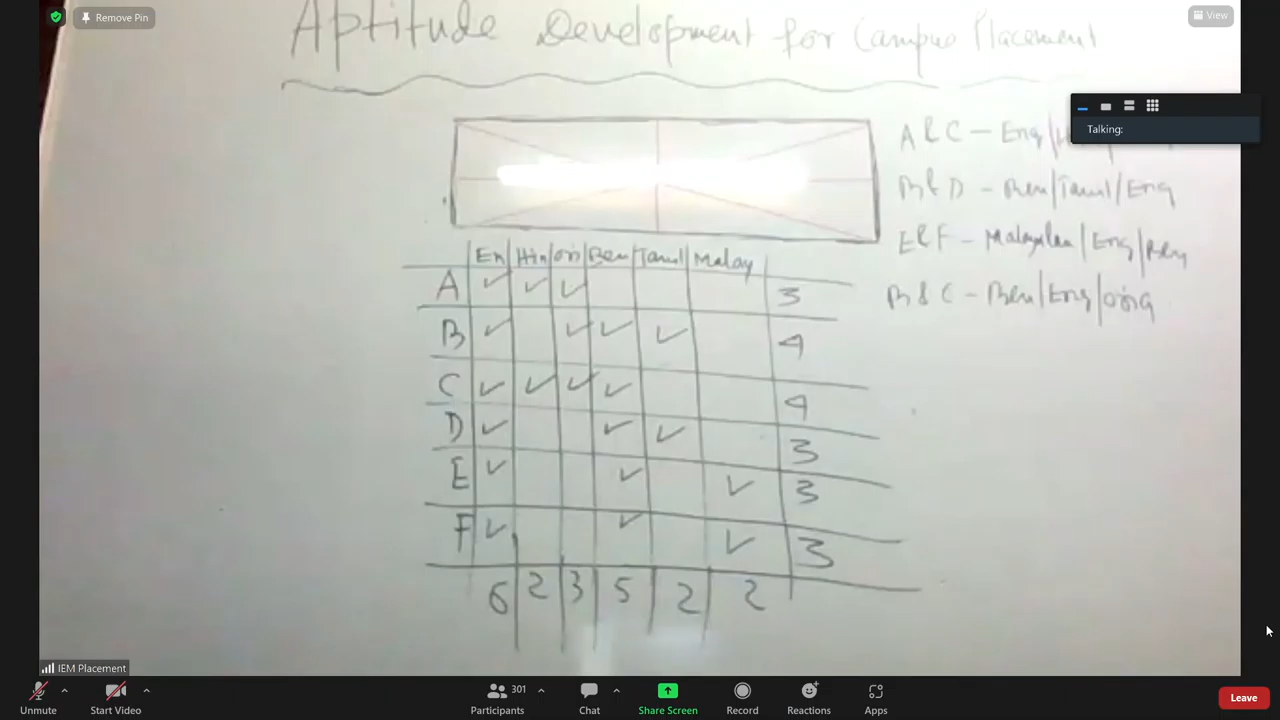 Remove Pin
View
Aptitude Development for Campus Placement
Talking:
A & C - Eng/
B & D - Ben/Tamil/Eng
E & F - Malayalam/Eng/Ben
B & C - Ben/Eng/
En Hin Ori Ben Tamil Malay
A ✓ ✓ ✓ 3
B ✓ ✓ ✓ ✓ 4
C ✓ ✓ ✓ ✓ 4
D ✓ ✓ ✓ 3
E ✓ ✓ ✓ 3
F ✓ ✓ ✓ 3
6 2 3 5 2 2
IEM Placement
301
Unmute Start Video Participants Chat Share Screen Record Reactions Apps Leave